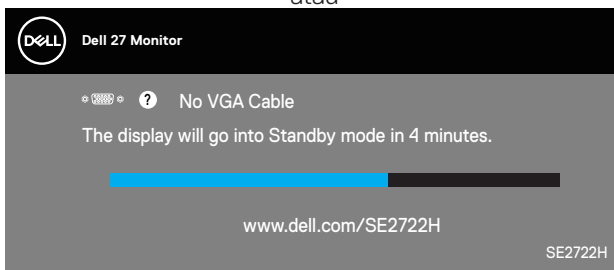 atau
DELL
Dell 27 Monitor
? No VGA Cable
The display will go into Standby mode in 4 minutes.
www.dell.com/SE2722H
SE2722H